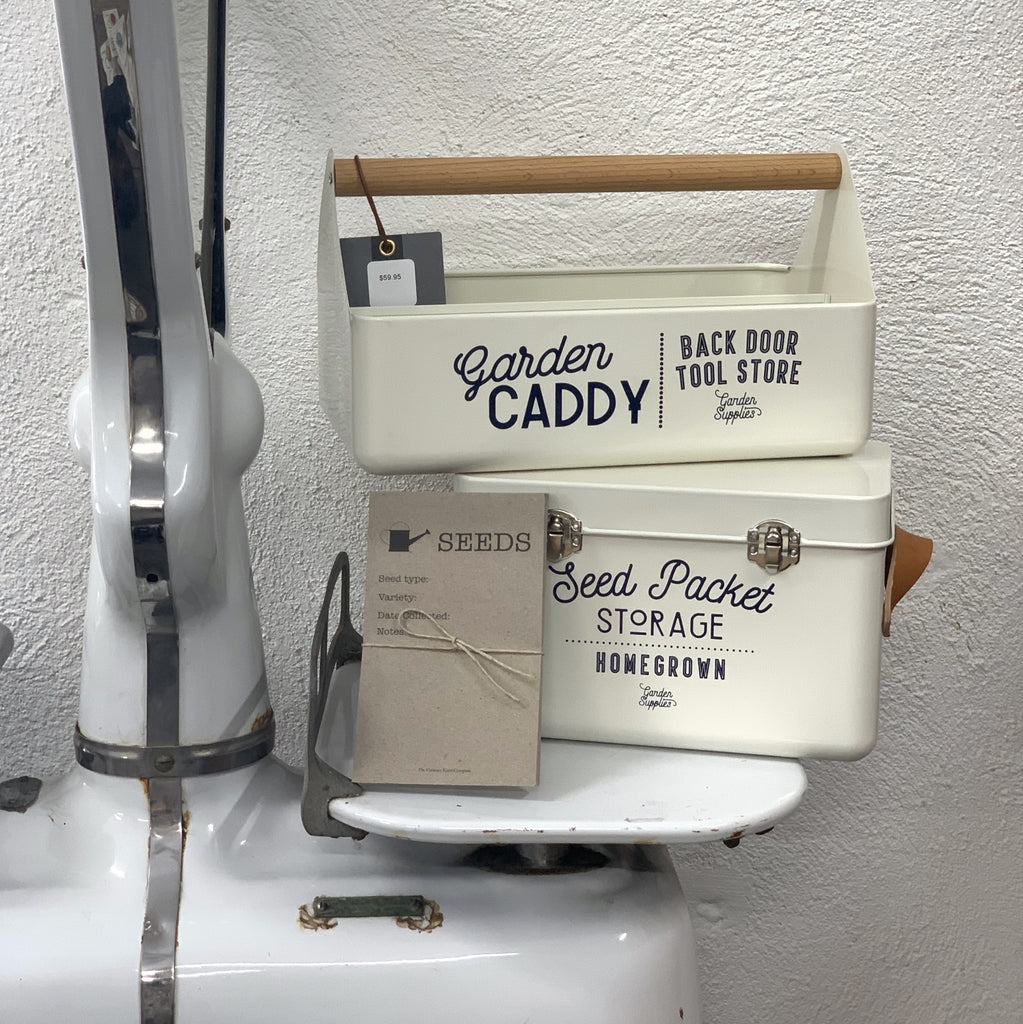 $59.95
Garden
CADDY
BACK DOOR
TOOL STORE
Garden
Supplies
SEEDS
Seed type:
Variety:
Date Collected:
Notes
Seed Packet
STORAGE
HOMEGROWN
Garden
Supplies